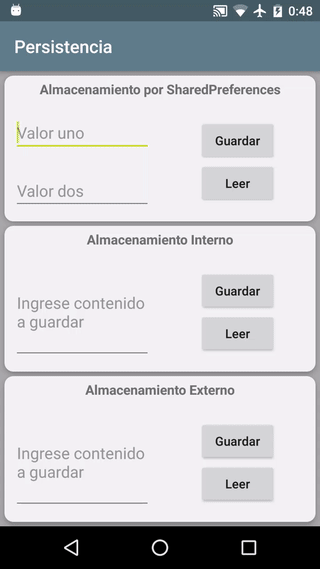 0:48
Persistencia
Almacenamiento por SharedPreferences
Valor uno
Guardar
Valor dos
Leer
Almacenamiento Interno
Ingrese contenido
a guardar
Guardar
Leer
Almacenamiento Externo
Ingrese contenido
a guardar
Guardar
Leer